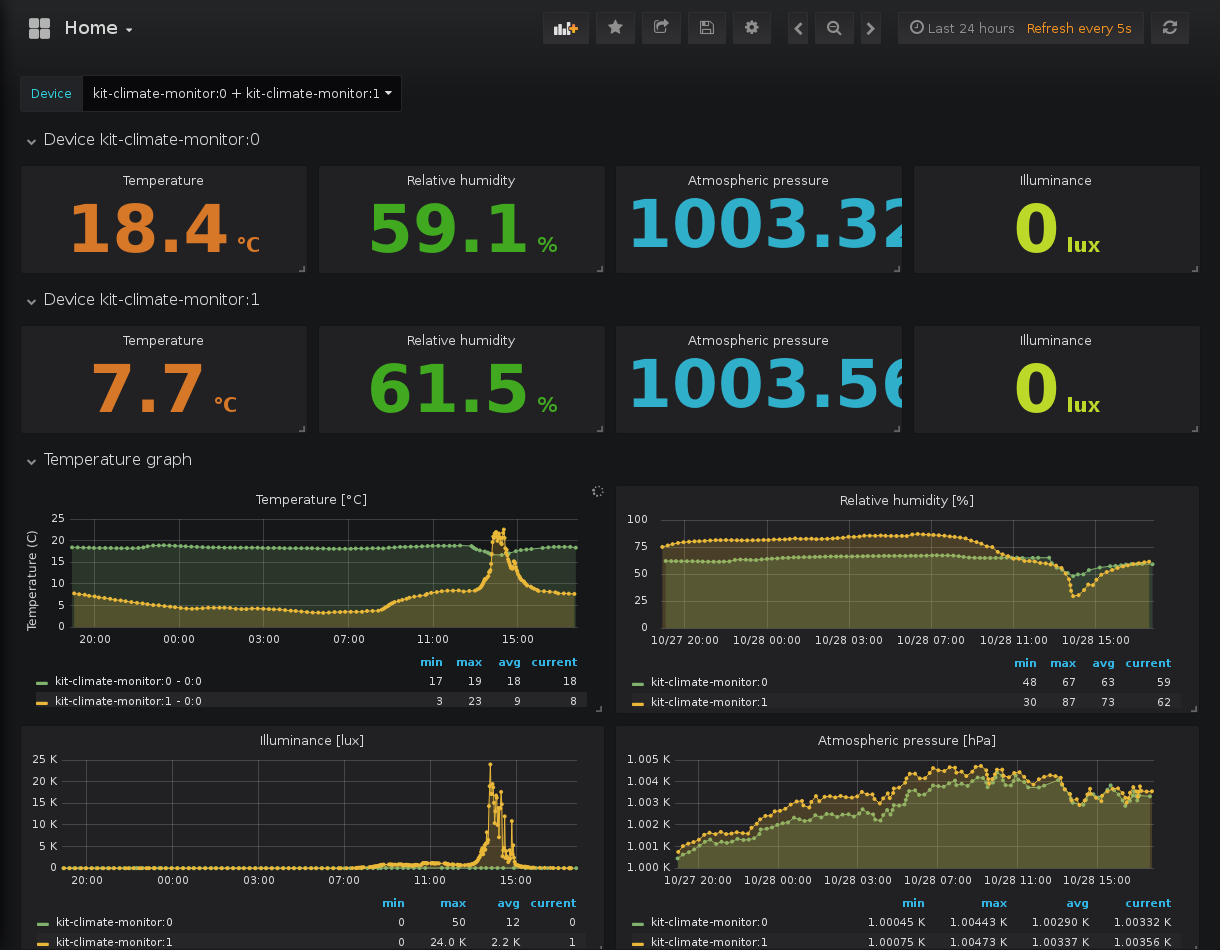 Home
Last 24 hours Refresh every 5s
Device kit-climate-monitor:0 + kit-climate-monitor:1
Device kit-climate-monitor:0
Temperature Relative humidity Atmospheric pressure Illuminance
18.4 °C 59.1 % 1003.32 0 lux
Device kit-climate-monitor:1
Temperature Relative humidity Atmospheric pressure Illuminance
7.7 °C 61.5 % 1003.56 0 lux
Temperature graph
Temperature [°C]
Temperature (C)
25
20
15
10
5
0
20:00 00:00 03:00 07:00 11:00 15:00
min max avg current
kit-climate-monitor:0 - 0:0 17 19 18 18
kit-climate-monitor:1 - 0:0 3 23 9 8
Relative humidity [%]
100
75
50
25
0
10/27 20:00 10/28 00:00 10/28 03:00 10/28 07:00 10/28 11:00 10/28 15:00
min max avg current
kit-climate-monitor:0 48 67 63 59
kit-climate-monitor:1 30 87 73 62
Illuminance [lux]
25 K
20 K
15 K
10 K
5 K
0
20:00 00:00 03:00 07:00 11:00 15:00
min max avg current
kit-climate-monitor:0 0 50 12 0
kit-climate-monitor:1 0 24.0 K 2.2 K 1
Atmospheric pressure [hPa]
1.005 K
1.004 K
1.003 K
1.002 K
1.001 K
1.000 K
10/27 20:00 10/28 00:00 10/28 03:00 10/28 07:00 10/28 11:00 10/28 15:00
min max avg current
kit-climate-monitor:0 1.00045 K 1.00443 K 1.00290 K 1.00332 K
kit-climate-monitor:1 1.00075 K 1.00473 K 1.00337 K 1.00356 K